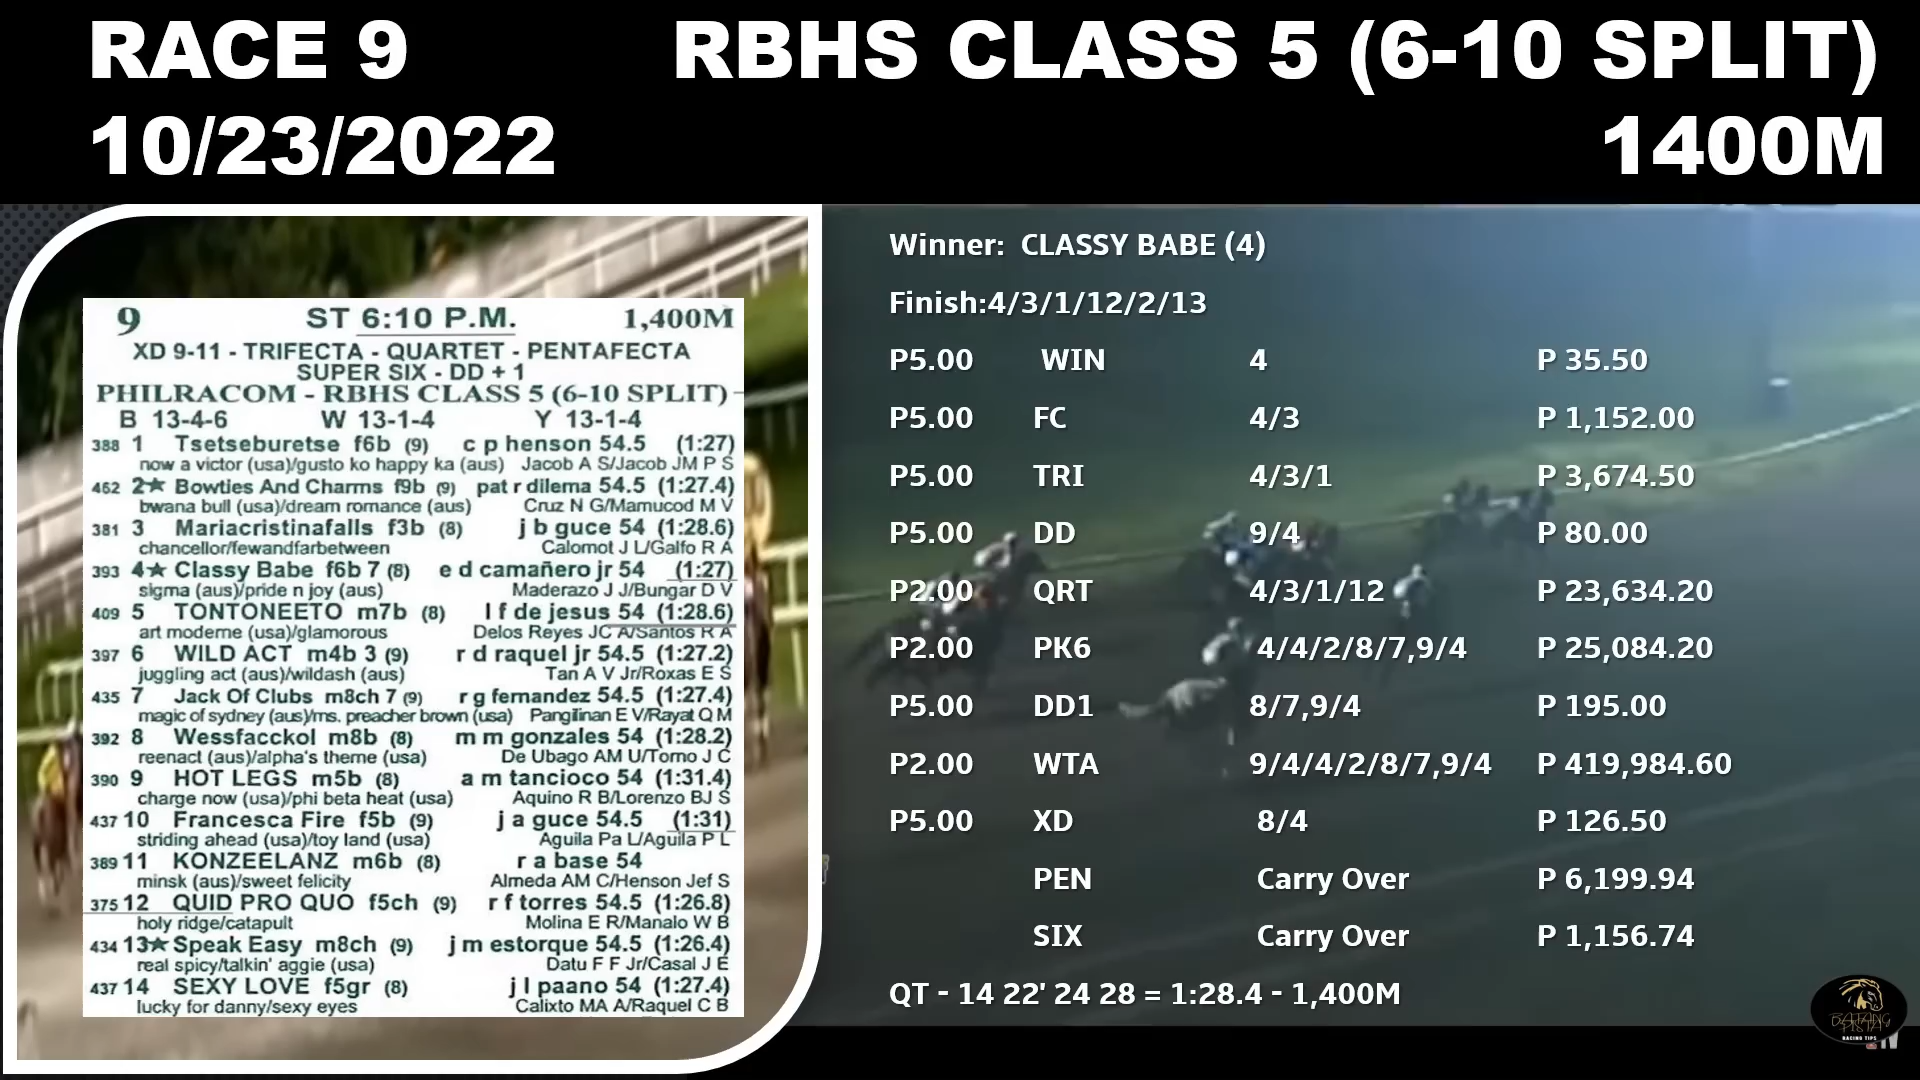 RACE 9
RBHS CLASS 5 (6-10 SPLIT)
10/23/2022
1400M
9 ST 6:10 P.M. 1,400M
XD 9-11 - TRIFECTA - QUARTET - PENTAFECTA
SUPER SIX - DD + 1
PHILRACOM - RBHS CLASS 5 (6-10 SPLIT)
B 13-4-6 W 13-1-4 Y 13-1-4
388 1 Tsetseburetse f6b (9) c p henson 54.5 (1:27)
now a victor (usa)/gusto ko happy ka (aus) Jacob A S/Jacob JM P S
462 2★ Bowties And Charms f9b (9) pat r dilema 54.5 (1:27.4)
bwana bull (usa)/dream romance (aus) Cruz N G/Mamucod M V
381 3 Mariacristinafalls f3b (8) j b guce 54 (1:28.6)
chancellor/fewandfarbetween Calomot J L/Galfo R A
393 4★ Classy Babe f6b 7 (8) e d camañero jr 54 (1:27)
sigma (aus)/pride n joy (aus) Maderazo J J/Bungar D V
409 5 TONTONEETO m7b (8) l f de jesus 54 (1:28.6)
art moderne (usa)/glamorous Delos Reyes JC A/Santos R A
397 6 WILD ACT m4b 3 (9) r d raquel jr 54.5 (1:27.2)
juggling act (aus)/wildash (aus) Tan A V Jr/Roxas E S
435 7 Jack Of Clubs m8ch 7 (9) r g fernandez 54.5 (1:27.4)
magic of sydney (aus)/ms. preacher brown (usa) Pangilinan E V/Rayat Q M
392 8 Wessfacckol m8b (8) m m gonzales 54 (1:28.2)
reenact (aus)/alpha's theme (usa) De Ubago AM U/Torno J C
390 9 HOT LEGS m5b (8) a m tancioco 54 (1:31.4)
charge now (usa)/phi beta heat (usa) Aquino R B/Lorenzo BJ S
437 10 Francesca Fire f5b (9) j a guce 54.5 (1:31)
striding ahead (usa)/toy land (usa) Aguila Pa L/Aguila P L
389 11 KONZEELANZ m6b (8) r a base 54
minsk (aus)/sweet felicity Almeda AM C/Henson Jef S
375 12 QUID PRO QUO f5ch (9) r f torres 54.5 (1:26.8)
holy ridge/catapult Molina E R/Manalo W B
434 13★ Speak Easy m8ch (9) j m estorque 54.5 (1:26.4)
real spicy/talkin' aggie (usa) Datu F F Jr/Casal J E
437 14 SEXY LOVE f5gr (8) j l paano 54 (1:27.4)
lucky for danny/sexy eyes Calixto MA A/Raquel C B
Winner: CLASSY BABE (4)
Finish:4/3/1/12/2/13
P5.00 WIN 4 P 35.50
P5.00 FC 4/3 P 1,152.00
P5.00 TRI 4/3/1 P 3,674.50
P5.00 DD 9/4 P 80.00
P2.00 QRT 4/3/1/12 P 23,634.20
P2.00 PK6 4/4/2/8/7,9/4 P 25,084.20
P5.00 DD1 8/7,9/4 P 195.00
P2.00 WTA 9/4/4/2/8/7,9/4 P 419,984.60
P5.00 XD 8/4 P 126.50
PEN Carry Over P 6,199.94
SIX Carry Over P 1,156.74
QT - 14 22' 24 28 = 1:28.4 - 1,400M
BATANG
PISTA
RACING TIPS